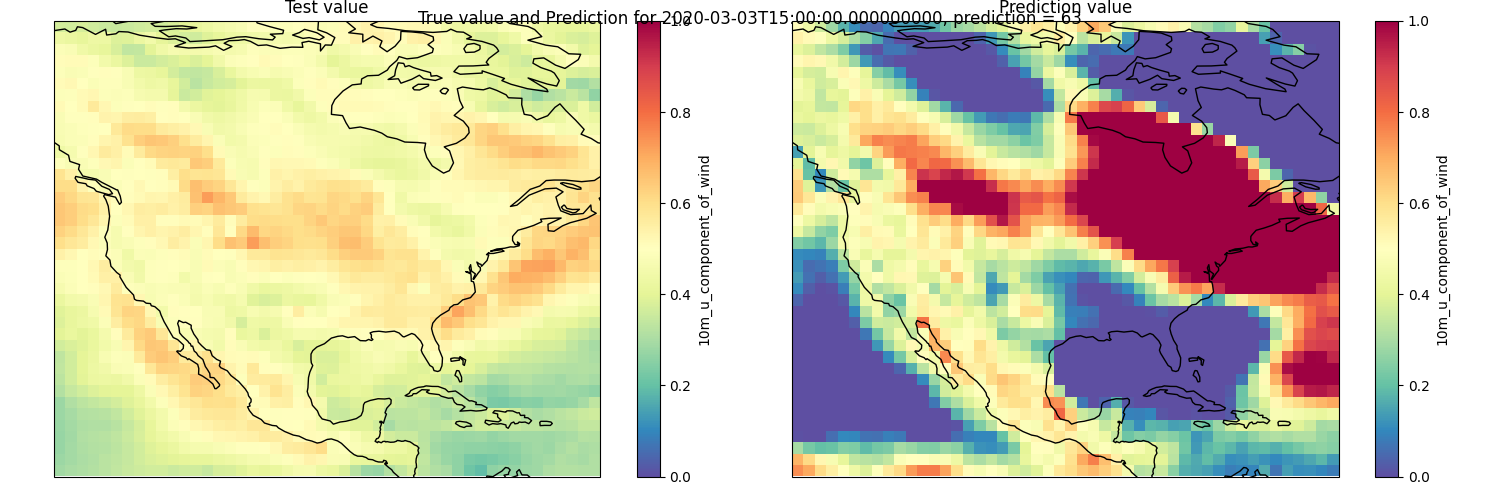 Test value
Prediction value
True value and Prediction for 2020-03-03T15:00:00.000000000 prediction = 63
1.0
0.8
0.6
0.4
0.2
0.0
10m_u_component_of_wind
1.0
0.8
0.6
0.4
0.2
0.0
10m_u_component_of_wind